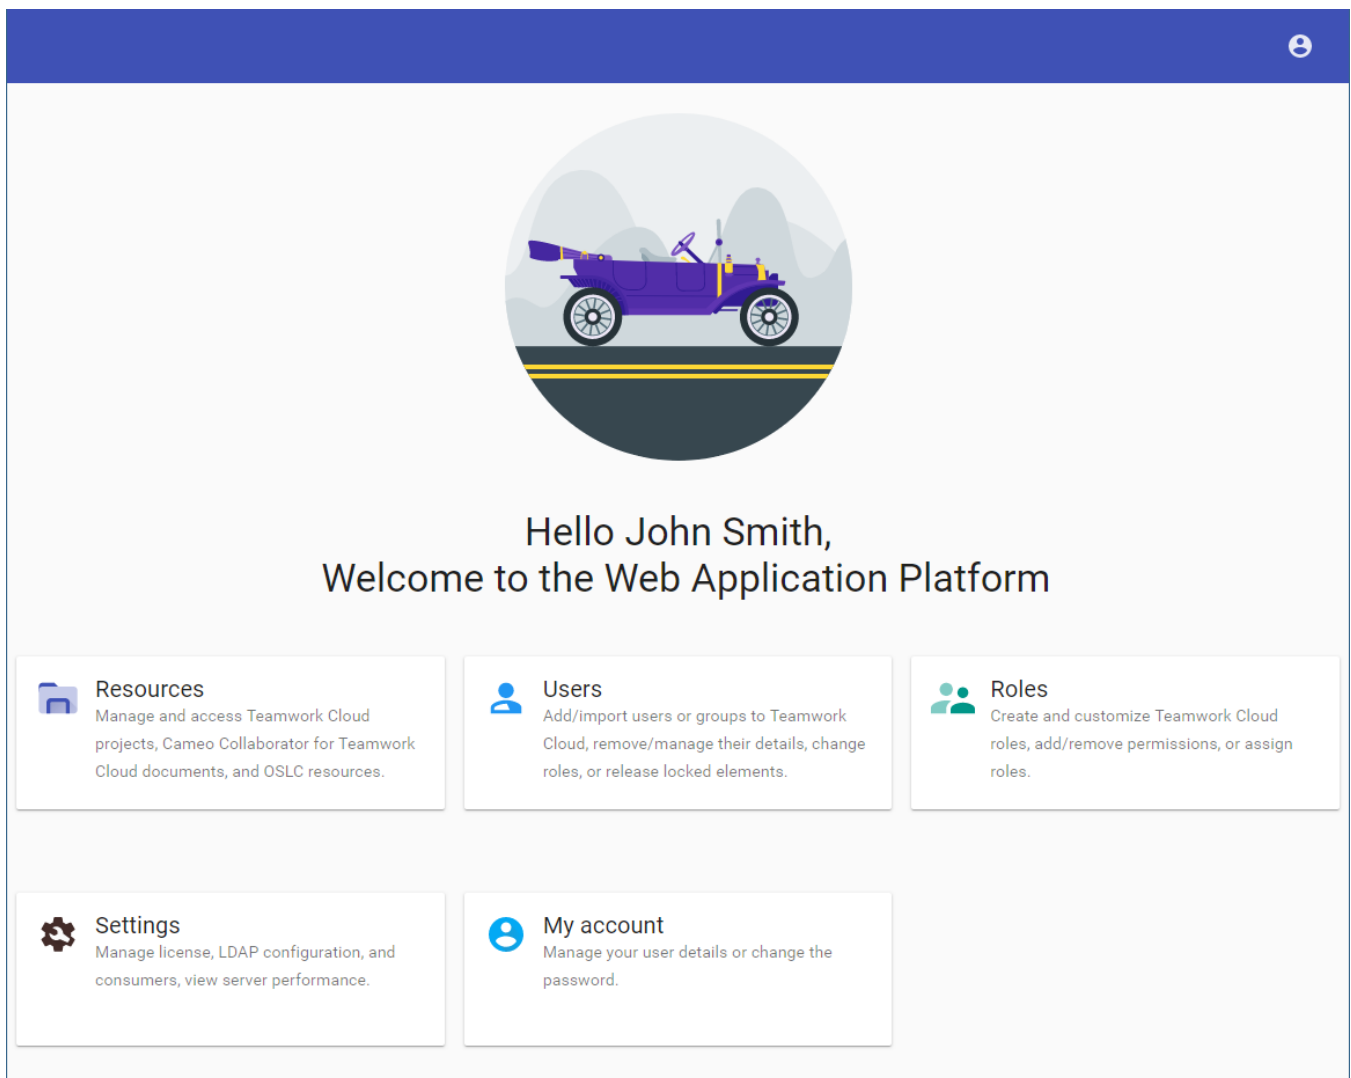 Hello John Smith,
Welcome to the Web Application Platform
Resources
Manage and access Teamwork Cloud
projects, Cameo Collaborator for Teamwork
Cloud documents, and OSLC resources.
Users
Add/import users or groups to Teamwork
Cloud, remove/manage their details, change
roles, or release locked elements.
Roles
Create and customize Teamwork Cloud
roles, add/remove permissions, or assign
roles.
Settings
Manage license, LDAP configuration, and
consumers, view server performance.
My account
Manage your user details or change the
password.